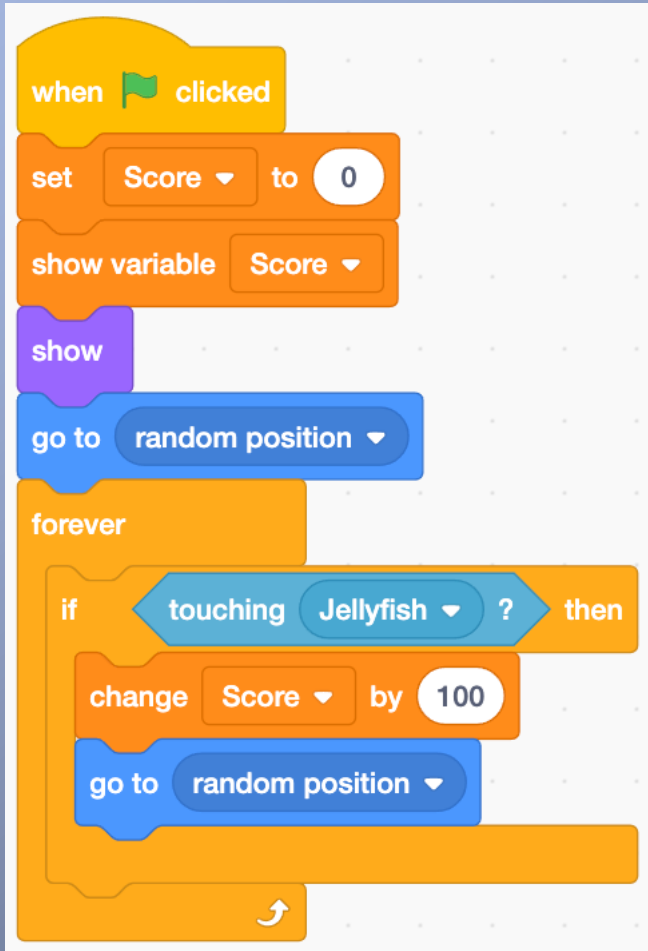 when clicked
set Score to 0
show variable Score
show
go to random position
forever
if touching Jellyfish ? then
change Score by 100
go to random position